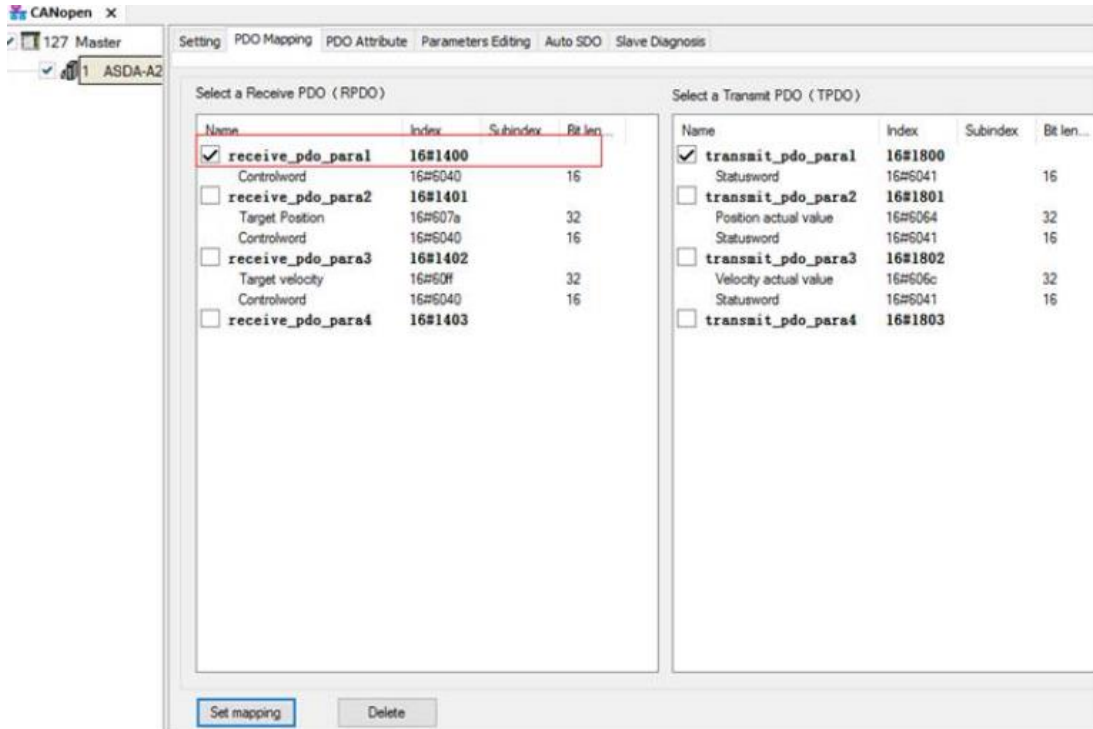 CANopen X
127 Master
1 ASDA-A2
Setting PDO Mapping PDO Attribute Parameters Editing Auto SDO Slave Diagnosis
Select a Receive PDO (RPDO)
Name Index Subindex Bit len...
receive_pdo_para1 16#1400
Controlword 16#6040 16
receive_pdo_para2 16#1401
Target Position 16#607a 32
Controlword 16#6040 16
receive_pdo_para3 16#1402
Target velocity 16#60ff 32
Controlword 16#6040 16
receive_pdo_para4 16#1403
Select a Transmit PDO (TPDO)
Name Index Subindex Bit len...
transmit_pdo_para1 16#1800
Statusword 16#6041 16
transmit_pdo_para2 16#1801
Position actual value 16#6064 32
Statusword 16#6041 16
transmit_pdo_para3 16#1802
Velocity actual value 16#606c 32
Statusword 16#6041 16
transmit_pdo_para4 16#1803
Set mapping Delete